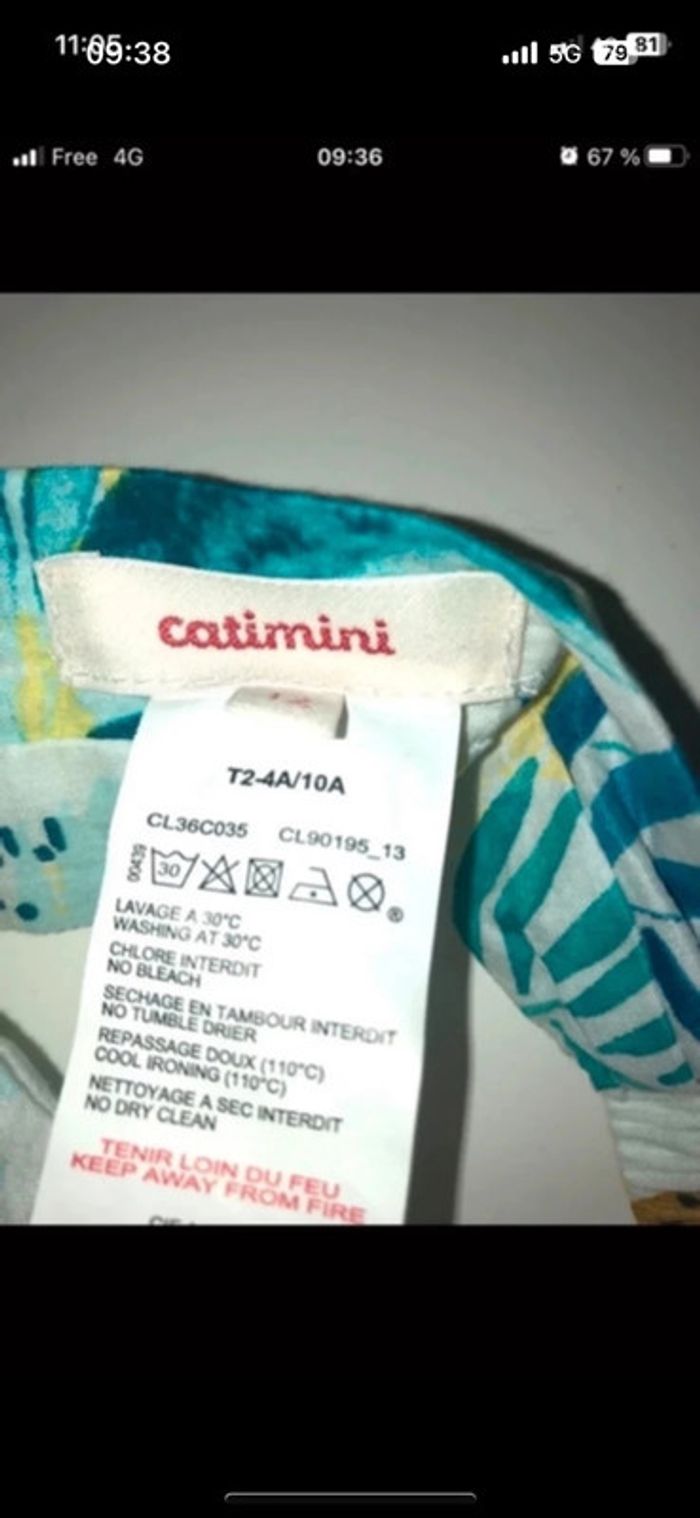 11:05
09:38
5G
79
81
Free 4G
09:36
67 %
catimini
T2-4A/10A
CL36C035 CL90195_13
00439
30
®
LAVAGE A 30°C
WASHING AT 30°C
CHLORE INTERDIT
NO BLEACH
SECHAGE EN TAMBOUR INTERDIT
NO TUMBLE DRIER
REPASSAGE DOUX (110°C)
COOL IRONING (110°C)
NETTOYAGE A SEC INTERDIT
NO DRY CLEAN
TENIR LOIN DU FEU
KEEP AWAY FROM FIRE